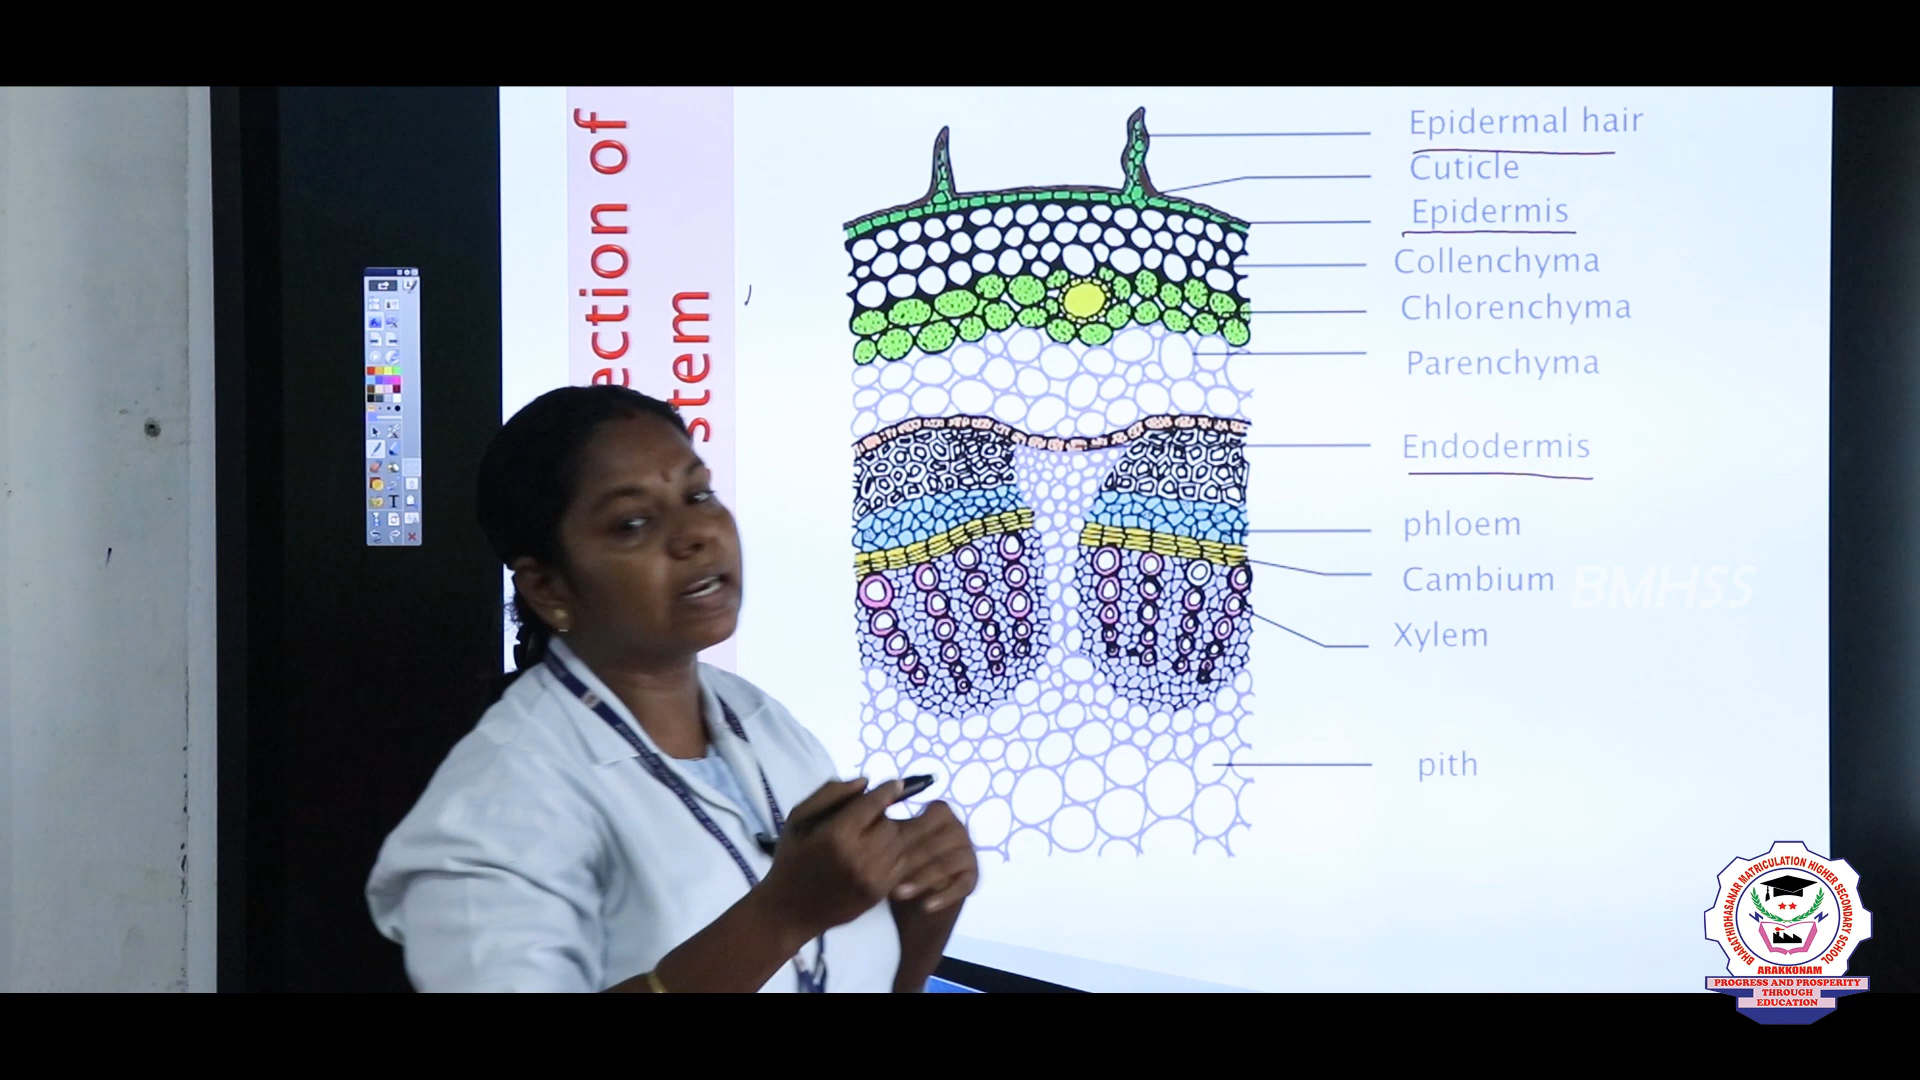 ection of
stem
Epidermal hair
Cuticle
Epidermis
Collenchyma
Chlorenchyma
Parenchyma
Endodermis
phloem
Cambium
Xylem
pith
BMHSS
T
BHARATHIDHASANAR MATRICULATION HIGHER SECONDARY SCHOOL
ARAKKONAM
PROGRESS AND PROSPERITY
THROUGH
EDUCATION